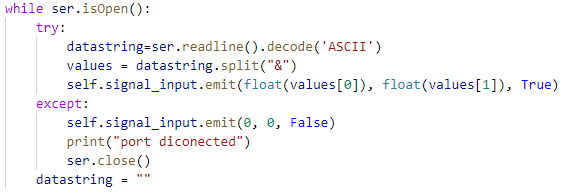 while ser.isOpen():
    try:
        datastring=ser.readline().decode('ASCII')
        values = datastring.split("&")
        self.signal_input.emit(float(values[0]), float(values[1]), True)
    except:
        self.signal_input.emit(0, 0, False)
        print("port diconected")
        ser.close()
    datastring = ""